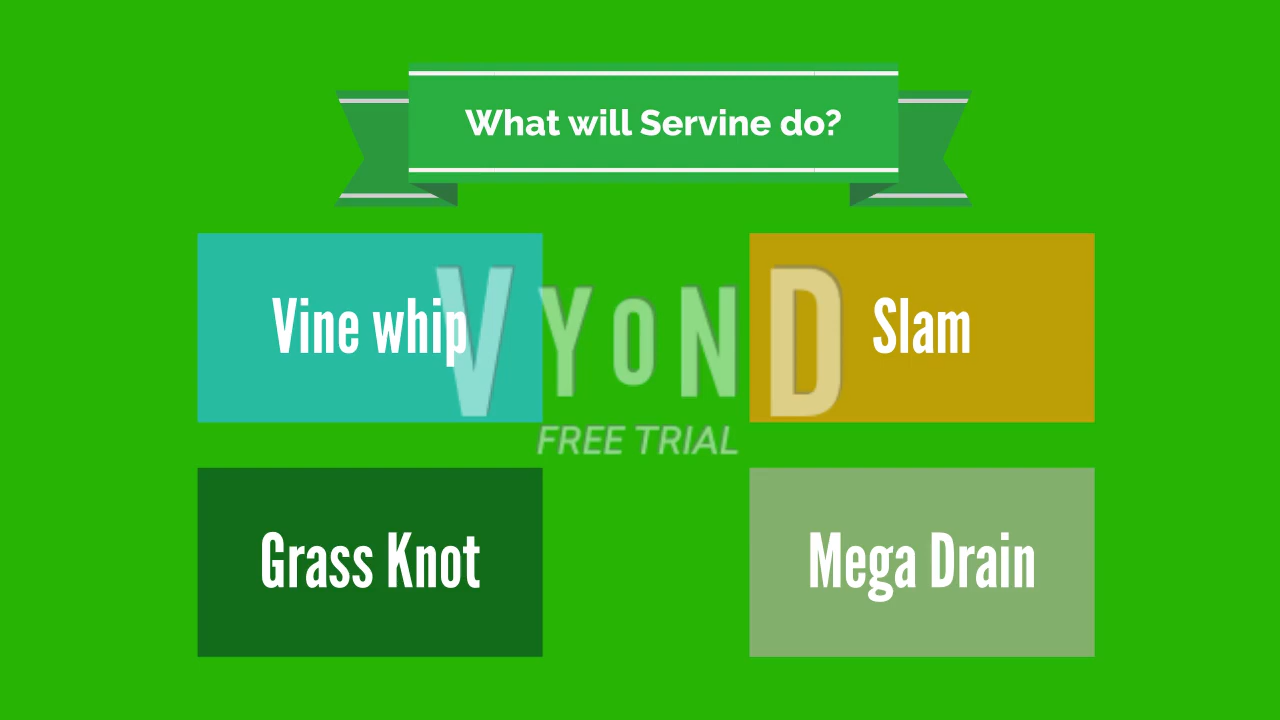 What will Servine do?
Vine whip
Slam
VYOND
FREE TRIAL
Grass Knot
Mega Drain